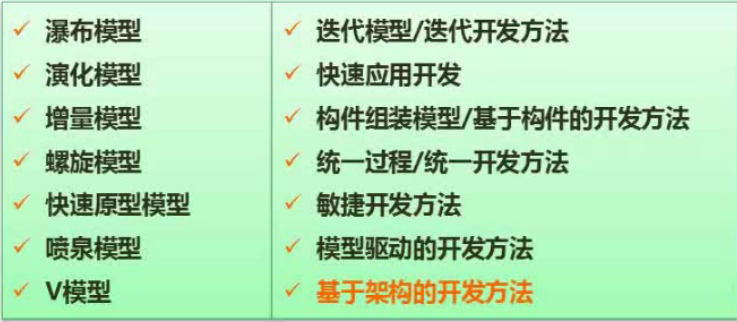 ✓ 瀑布模型
✓ 演化模型
✓ 增量模型
✓ 螺旋模型
✓ 快速原型模型
✓ 喷泉模型
✓ V模型
✓ 迭代模型/迭代开发方法
✓ 快速应用开发
✓ 构件组装模型/基于构件的开发方法
✓ 统一过程/统一开发方法
✓ 敏捷开发方法
✓ 模型驱动的开发方法
✓ 基于架构的开发方法